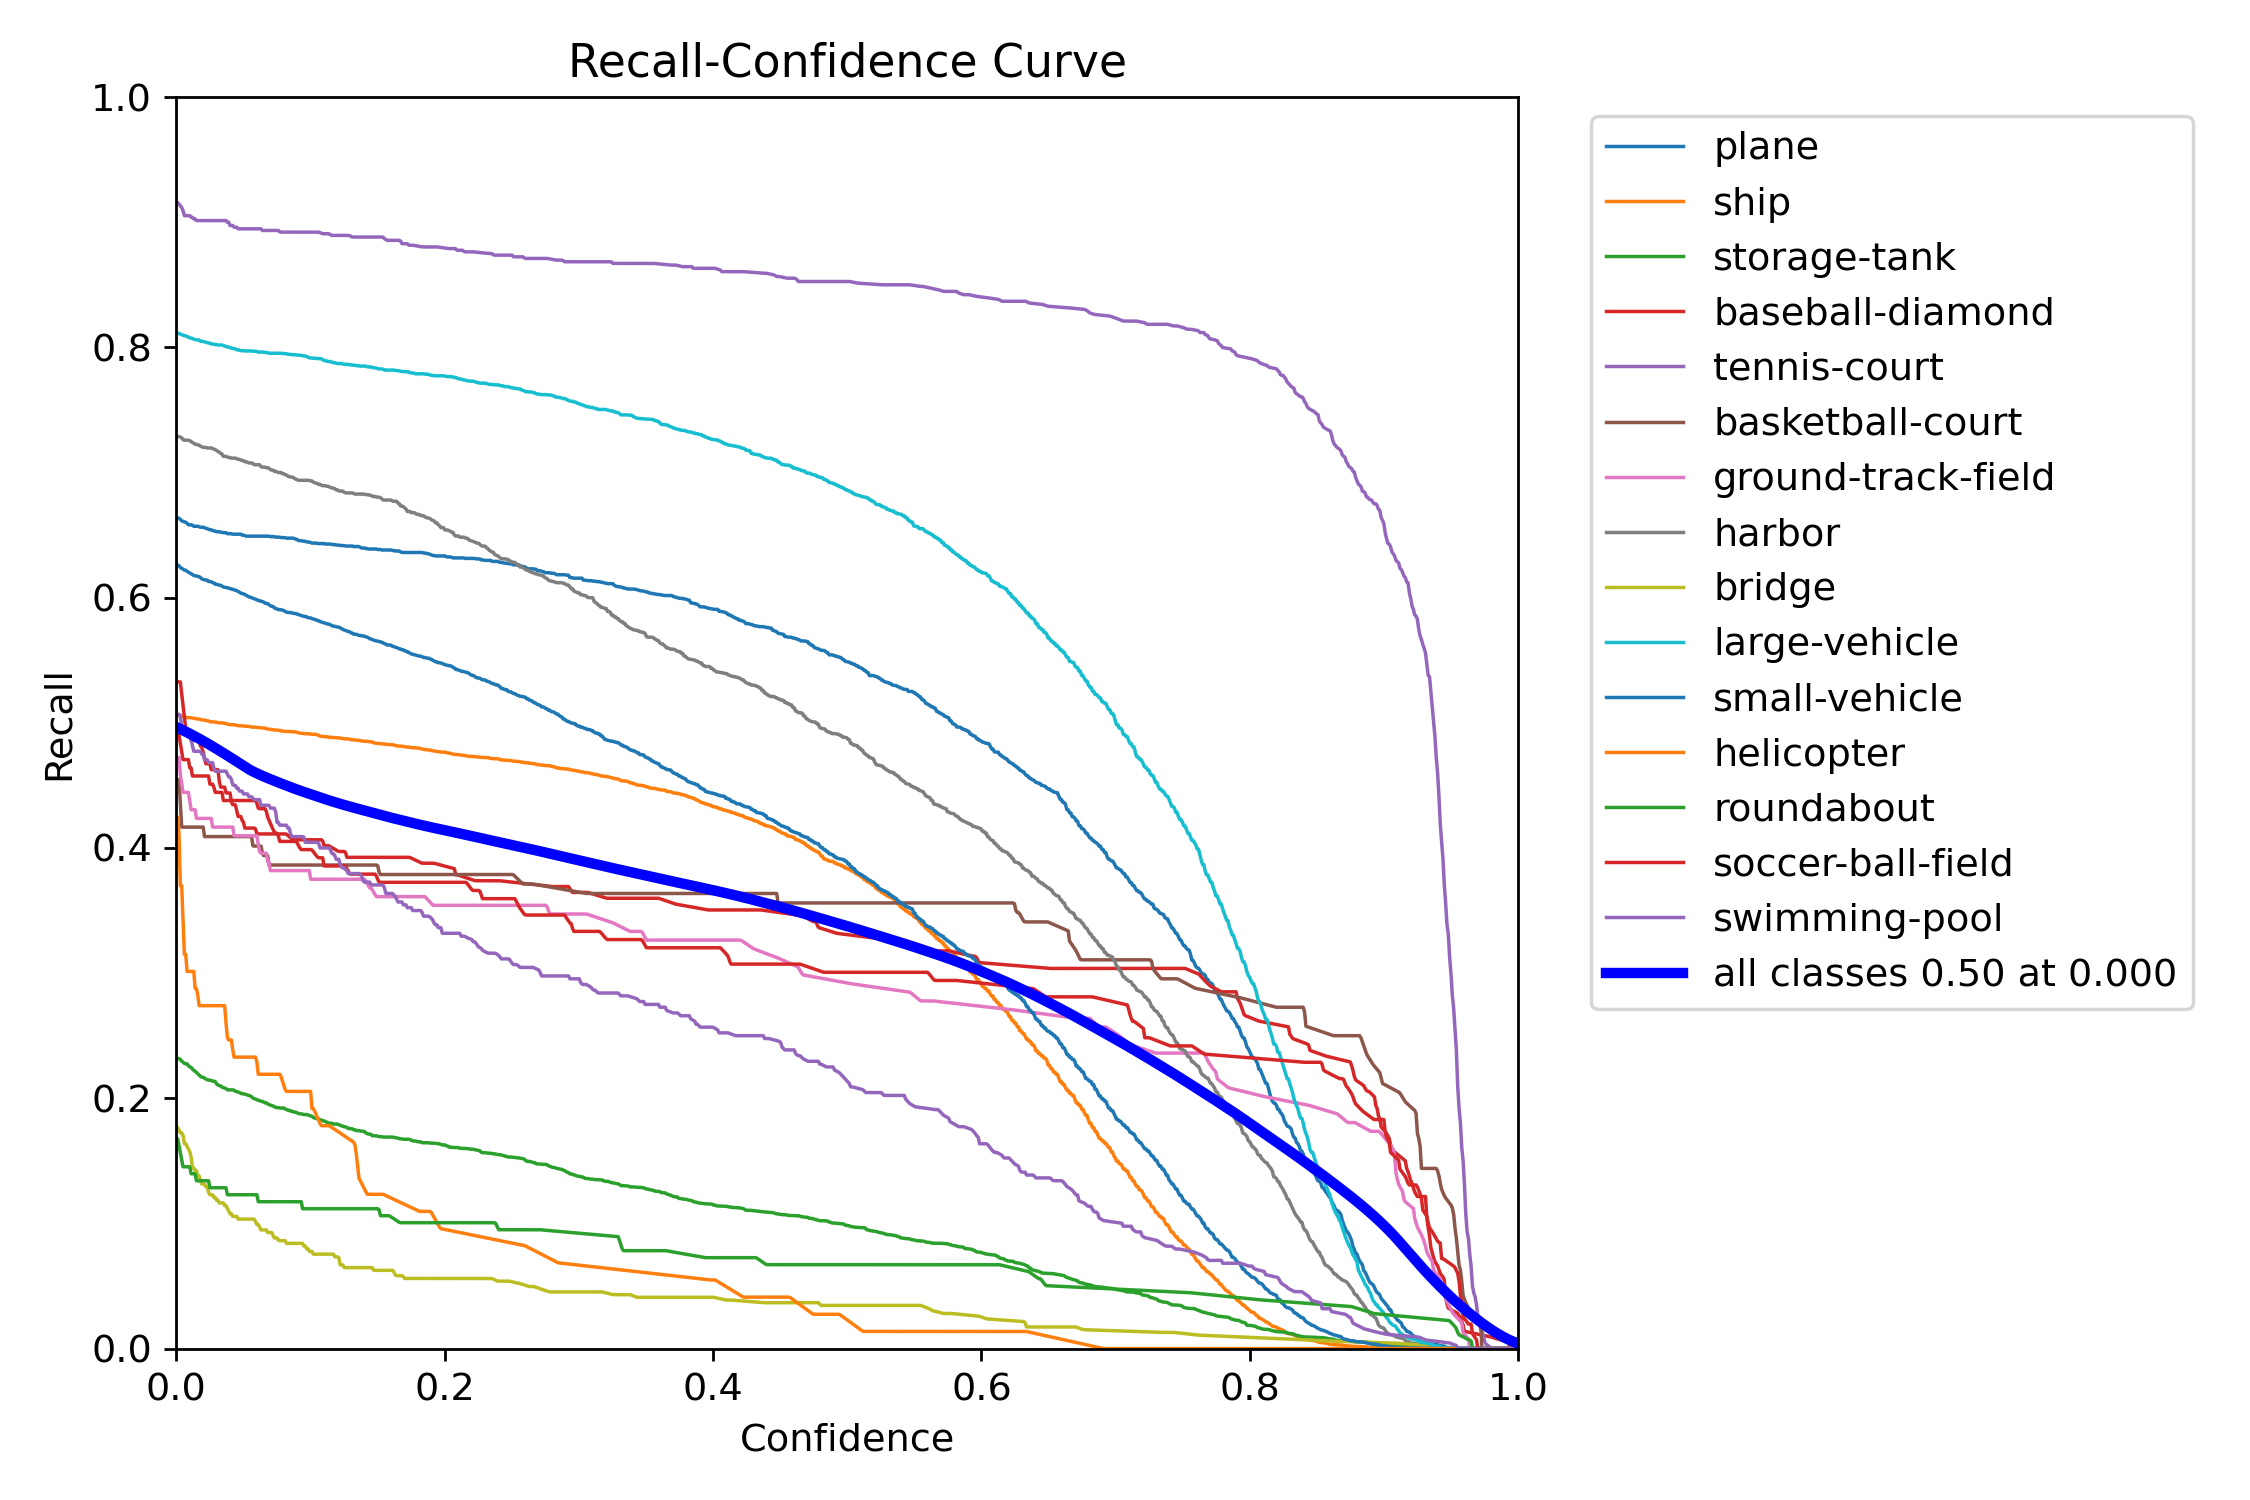 Recall-Confidence Curve
1.0
0.8
0.6
0.4
0.2
0.0
Recall
0.0 0.2 0.4 0.6 0.8 1.0
Confidence
plane
ship
storage-tank
baseball-diamond
tennis-court
basketball-court
ground-track-field
harbor
bridge
large-vehicle
small-vehicle
helicopter
roundabout
soccer-ball-field
swimming-pool
all classes 0.50 at 0.000